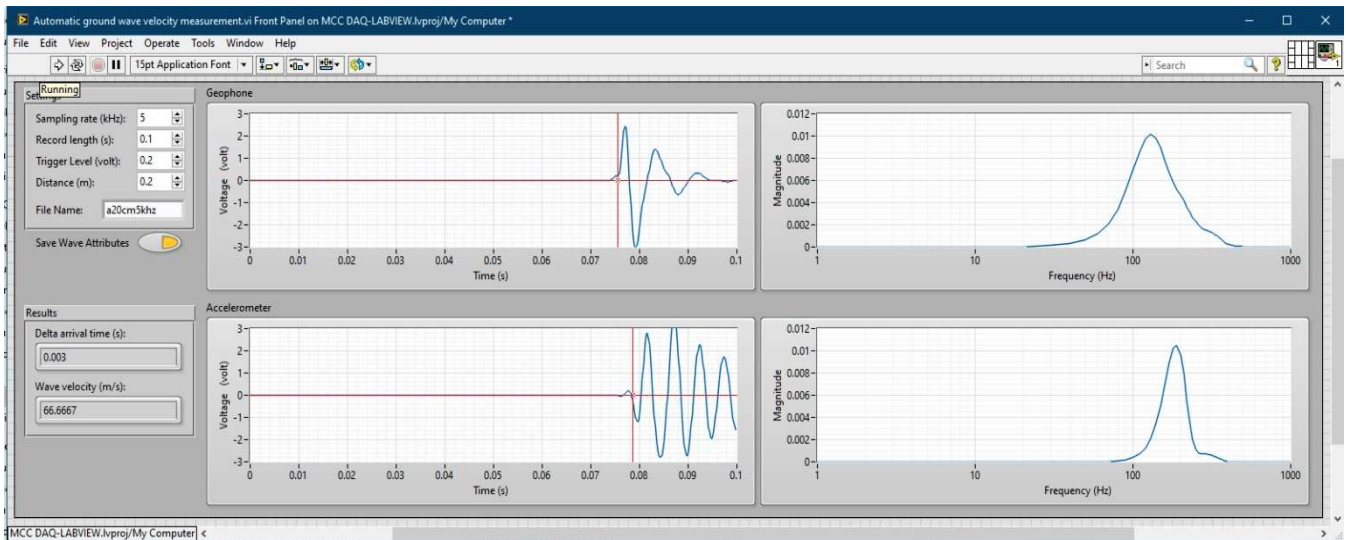 Automatic ground wave velocity measurement.vi Front Panel on MCC DAQ-LABVIEW.lvproj/My Computer *
File Edit View Project Operate Tools Window Help
15pt Application Font
Search
Running
Sampling rate (kHz): 5
Record length (s): 0.1
Trigger Level (volt): 0.2
Distance (m): 0.2
File Name: a20cm5khz
Save Wave Attributes
Geophone
Voltage (volt)
3
2
1
0
-1
-2
-3
0 0.01 0.02 0.03 0.04 0.05 0.06 0.07 0.08 0.09 0.1
Time (s)
Magnitude
0.012
0.01
0.008
0.006
0.004
0.002
0
1 10 100 1000
Frequency (Hz)
Results
Delta arrival time (s):
0.003
Wave velocity (m/s):
66.6667
Accelerometer
Voltage (volt)
3
2
1
0
-1
-2
-3
0 0.01 0.02 0.03 0.04 0.05 0.06 0.07 0.08 0.09 0.1
Time (s)
Magnitude
0.012
0.01
0.008
0.006
0.004
0.002
0
1 10 100 1000
Frequency (Hz)
MCC DAQ-LABVIEW.lvproj/My Computer